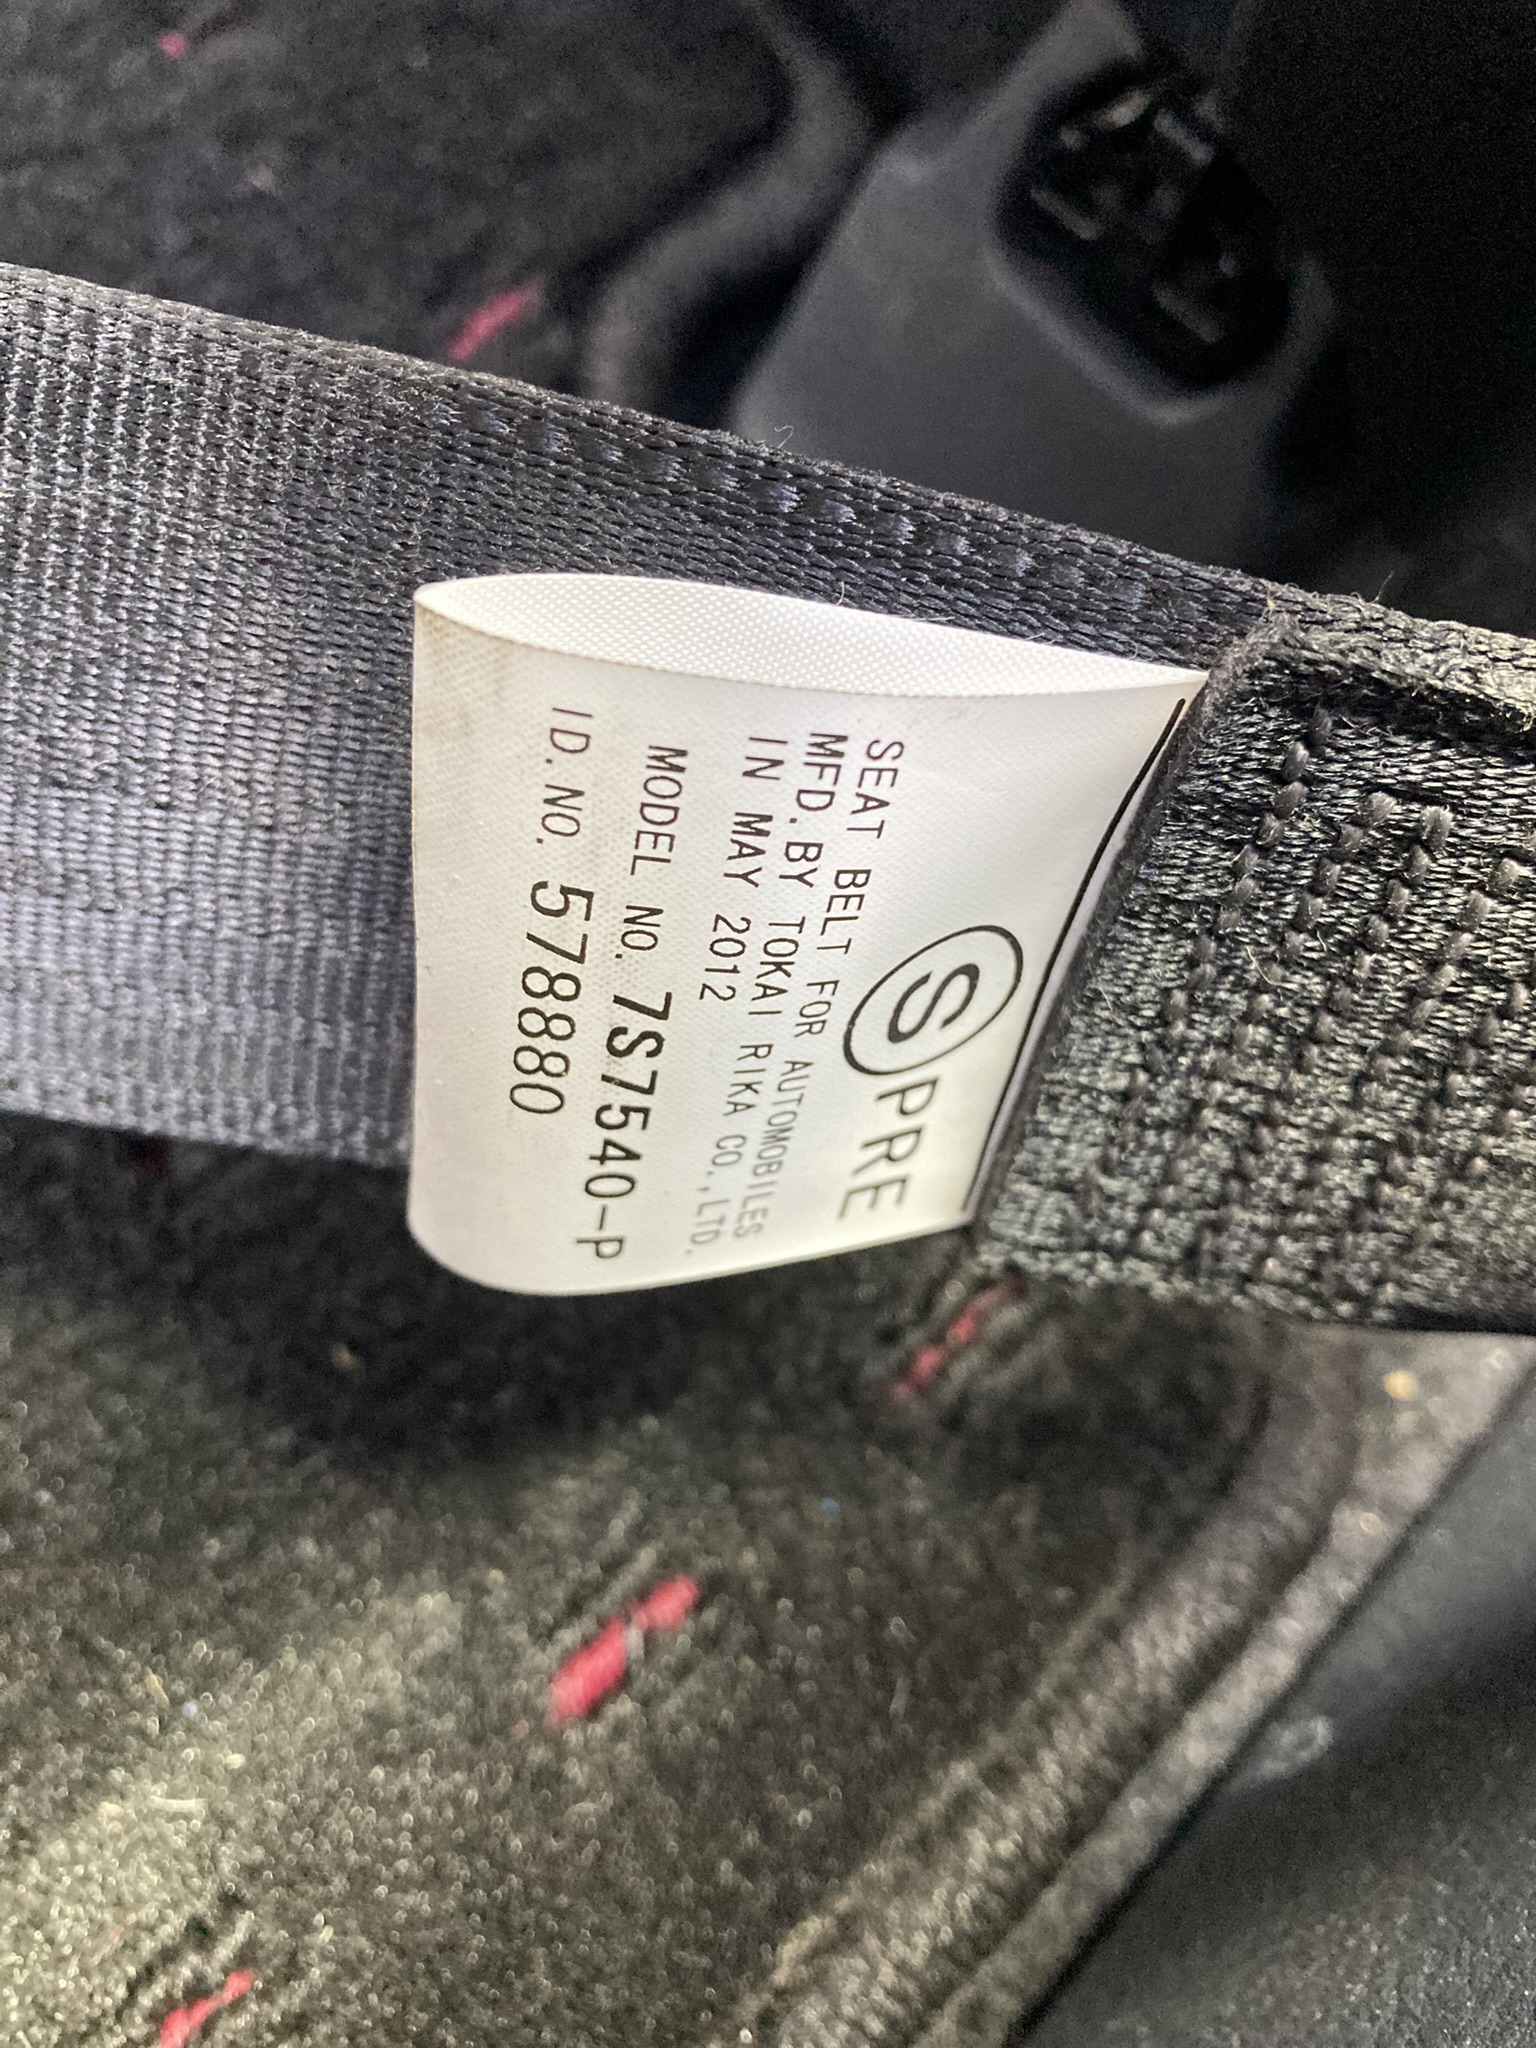 Ⓢ PRE
SEAT BELT FOR AUTOMOBILES
MFD. BY TOKAI RIKA CO.,LTD.
IN MAY 2012
MODEL NO. 7S7540-P
ID. NO. 578880